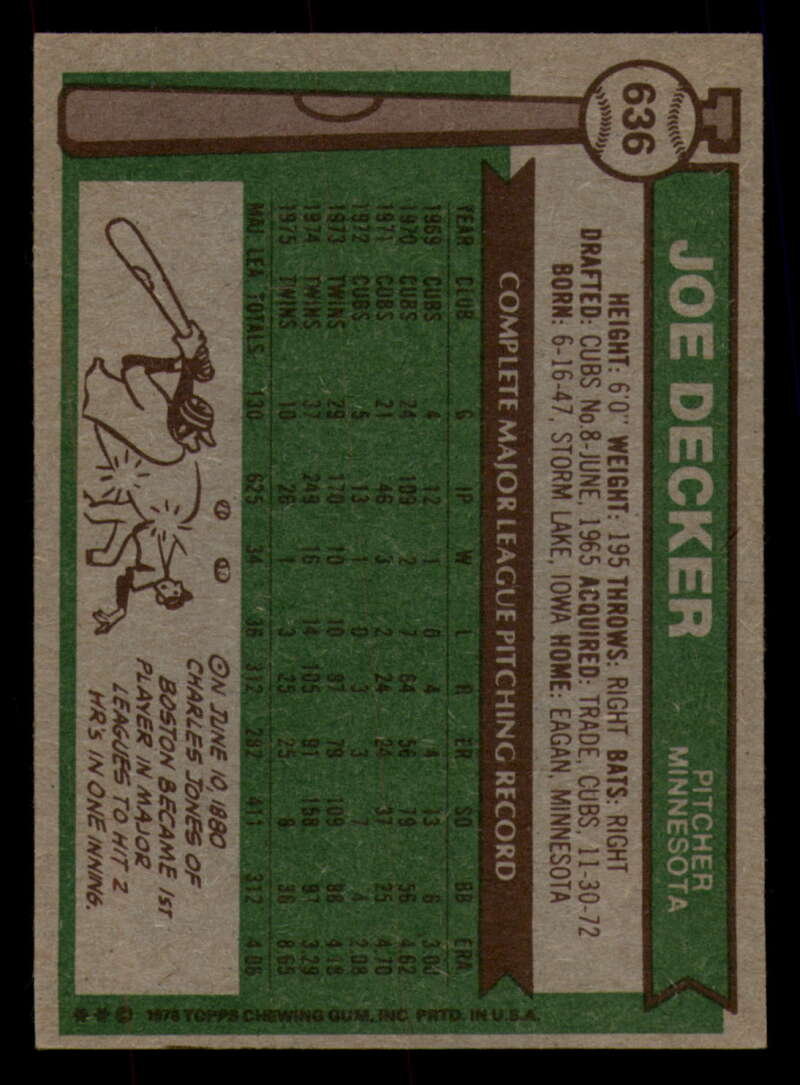 636
JOE DECKER
PITCHER
MINNESOTA
HEIGHT: 6'0" WEIGHT: 195 THROWS: RIGHT BATS: RIGHT
DRAFTED: CUBS No.8-JUNE, 1965 ACQUIRED: TRADE, CUBS, 11-30-72
BORN: 6-16-47, STORM LAKE, IOWA HOME: EAGAN, MINNESOTA
COMPLETE MAJOR LEAGUE PITCHING RECORD
YEAR CLUB G IP W L R ER SO BB ERA
1969 CUBS 4 12 1 0 4 4 13 6 3.00
1970 CUBS 24 109 2 7 64 56 79 56 4.62
1971 CUBS 21 46 3 2 24 24 37 25 4.70
1972 CUBS 5 13 1 0 3 3 7 4 2.08
1973 TWINS 29 170 10 10 87 79 109 88 4.18
1974 TWINS 37 249 16 14 105 91 158 97 3.29
1975 TWINS 10 26 1 3 25 25 8 36 8.65
MAJ LEA TOTALS 130 625 34 36 312 282 411 312 4.06
ON JUNE 10, 1880
CHARLES JONES OF
BOSTON BECAME 1ST
PLAYER IN MAJOR
LEAGUES TO HIT 2
HR's IN ONE INNING.
* * © 1976 TOPPS CHEWING GUM, INC. PRTD. IN U.S.A.